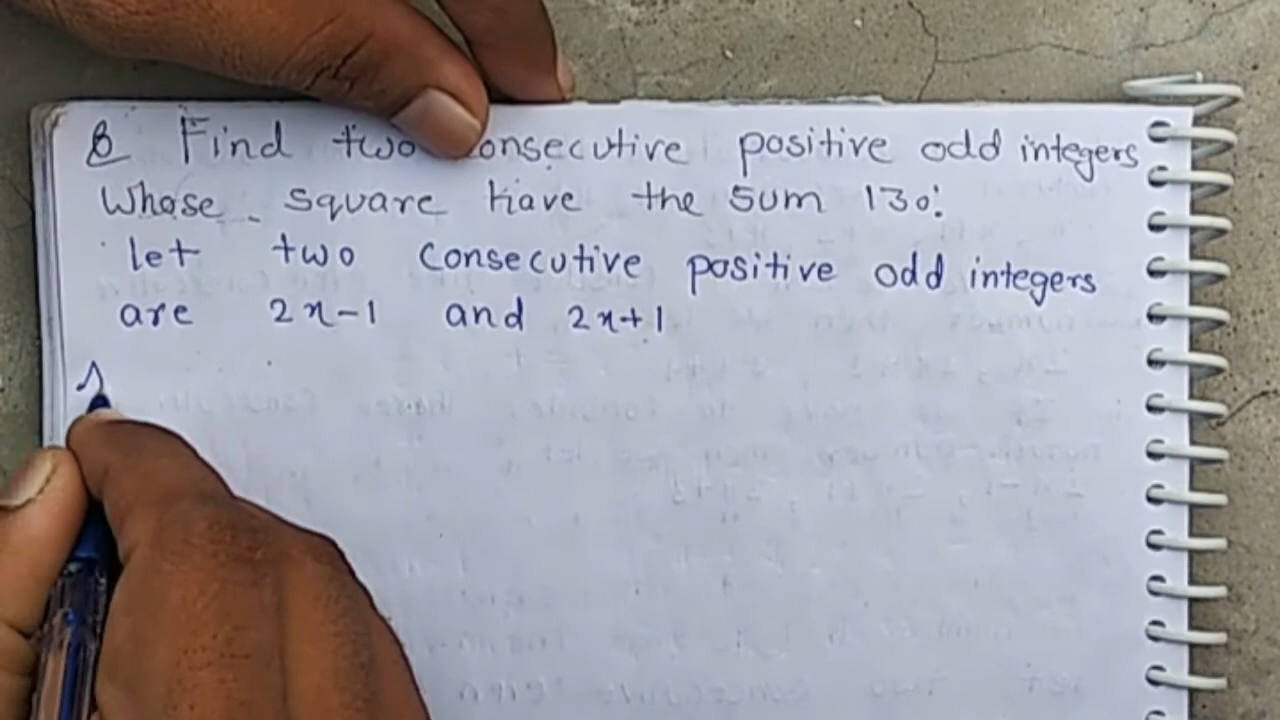 Q Find two consecutive positive odd integers
Whose square have the sum 130:
let two consecutive positive odd integers
are 2x-1 and 2x+1